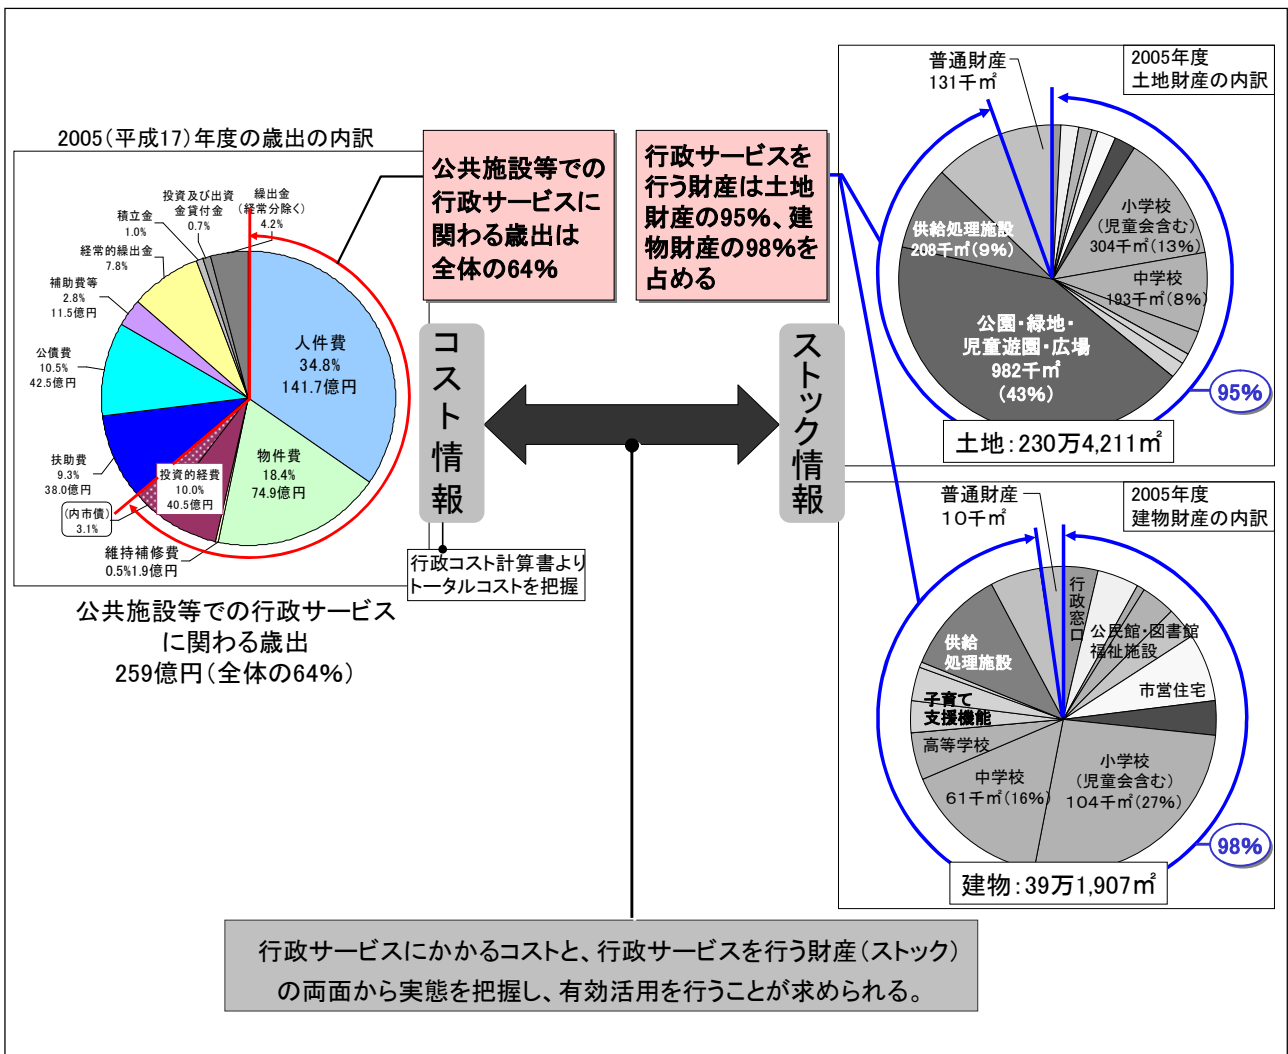 2005(平成17)年度の歳出の内訳
繰出金
(経常分除く)
4.2%
投資及び出資
金貸付金
0.7%
積立金
1.0%
経常的繰出金
7.8%
補助費等
2.8%
11.5億円
公債費
10.5%
42.5億円
扶助費
9.3%
38.0億円
(内市債)
3.1%
投資的経費
10.0%
40.5億円
維持補修費
0.5%1.9億円
物件費
18.4%
74.9億円
人件費
34.8%
141.7億円
公共施設等での行政サービス
に関わる歳出
259億円(全体の64%)
公共施設等での
行政サービスに
関わる歳出は
全体の64%
コスト情報
行政コスト計算書より
トータルコストを把握
行政サービスを
行う財産は土地
財産の95%、建
物財産の98%を
占める
ストック情報
2005年度
土地財産の内訳
普通財産
131千㎡
小学校
(児童会含む)
304千㎡(13%)
中学校
193千㎡(8%)
供給処理施設
208千㎡(9%)
公園・緑地・
児童遊園・広場
982千㎡
(43%)
95%
土地:230万4,211㎡
2005年度
建物財産の内訳
普通財産
10千㎡
行政窓口
公民館・図書館
福祉施設
市営住宅
小学校
(児童会含む)
104千㎡(27%)
中学校
61千㎡(16%)
高等学校
子育て
支援機能
供給
処理施設
98%
建物:39万1,907㎡
行政サービスにかかるコストと、行政サービスを行う財産(ストック)
の両面から実態を把握し、有効活用を行うことが求められる。